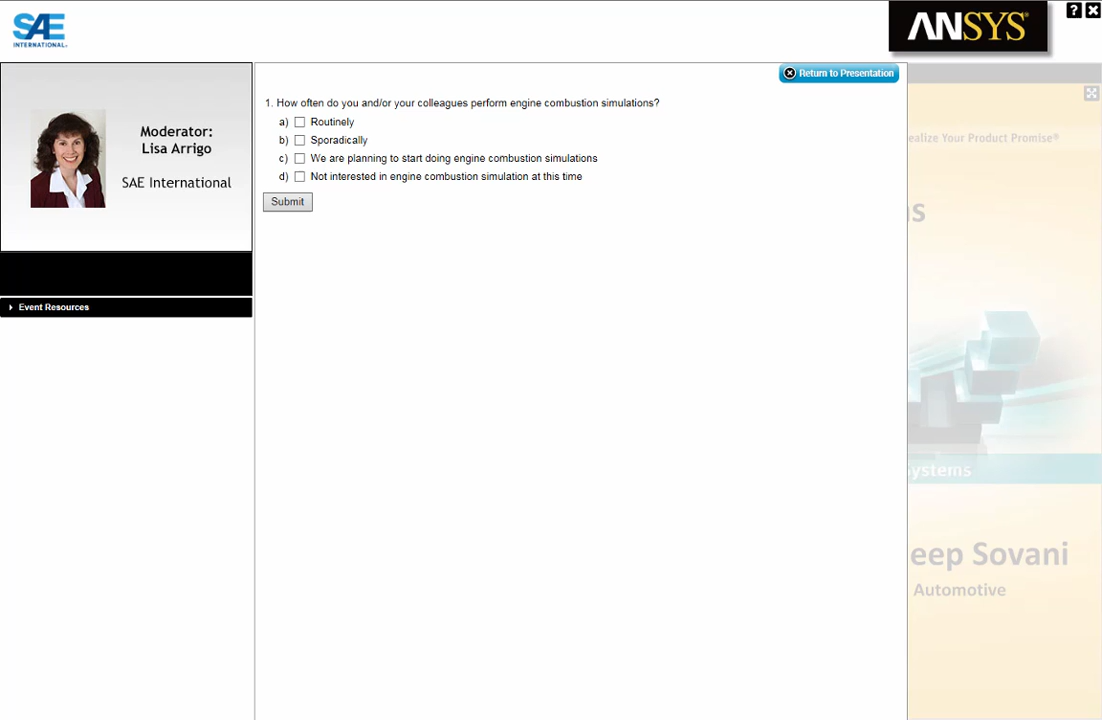 SAE
INTERNATIONAL
ANSYS
?
Return to Presentation
Moderator:
Lisa Arrigo
SAE International
Event Resources
1. How often do you and/or your colleagues perform engine combustion simulations?
a) Routinely
b) Sporadically
c) We are planning to start doing engine combustion simulations
d) Not interested in engine combustion simulation at this time
Submit
ealize Your Product Promise®
s
ystems
eep Sovani
Automotive